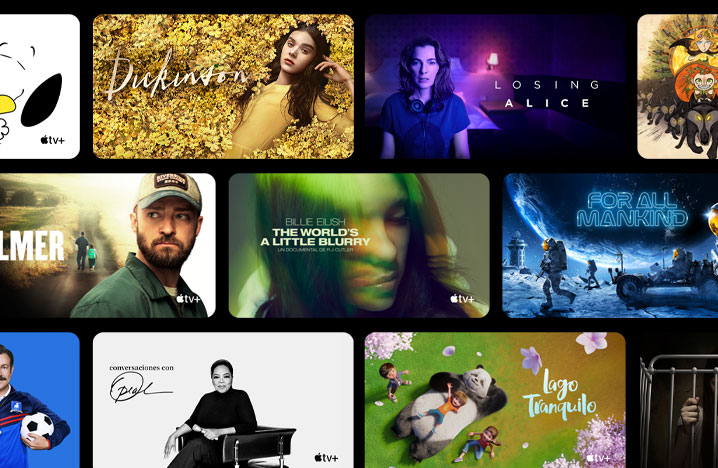 tv+
Dickinson
LOSING
ALICE
LMER
tv+
BILLIE EILISH
THE WORLD'S
A LITTLE BLURRY
UN DOCUMENTAL DE R.J. CUTLER
tv+
FOR ALL
MANKIND
conversaciones con
Oprah
tv+
Lago
Tranquilo
tv+